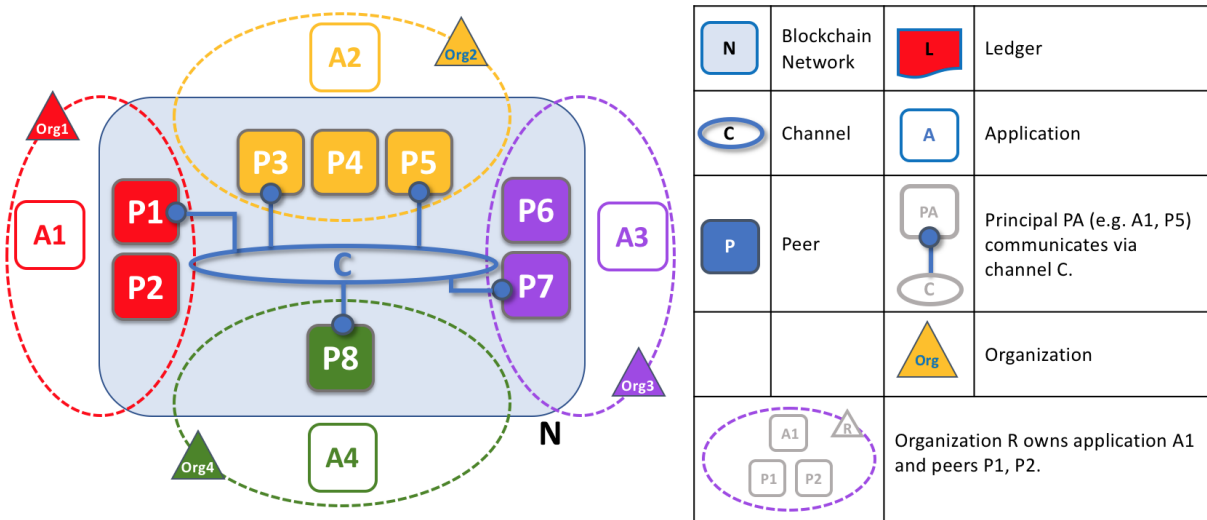 A2
Org2
Org1
P3
P4
P5
P1
P6
A1
A3
C
P2
P7
P8
Org3
N
A4
Org4
N
Blockchain
Network
L
Ledger
C
Channel
A
Application
P
Peer
PA
C
Principal PA (e.g. A1, P5)
communicates via
channel C.
Org
Organization
A1
R
P1
P2
Organization R owns application A1
and peers P1, P2.